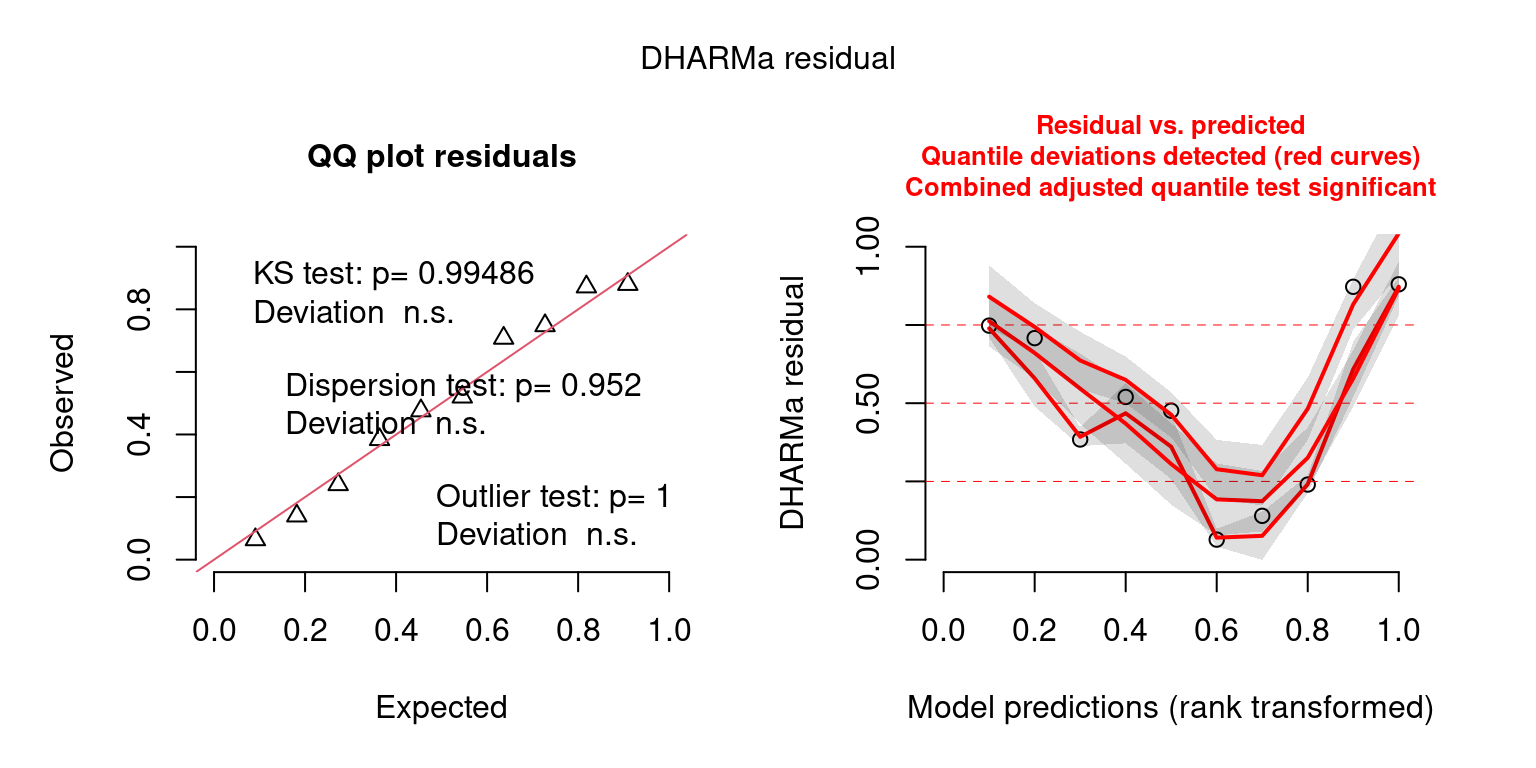 DHARMa residual
QQ plot residuals
KS test: p= 0.99486
Deviation  n.s.
Dispersion test: p= 0.952
Deviation  n.s.
Outlier test: p= 1
Deviation  n.s.
Observed
0.0
0.4
0.8
0.0 0.2 0.4 0.6 0.8 1.0
Expected
Residual vs. predicted
Quantile deviations detected (red curves)
Combined adjusted quantile test significant
DHARMa residual
0.00
0.50
1.00
0.0 0.2 0.4 0.6 0.8 1.0
Model predictions (rank transformed)